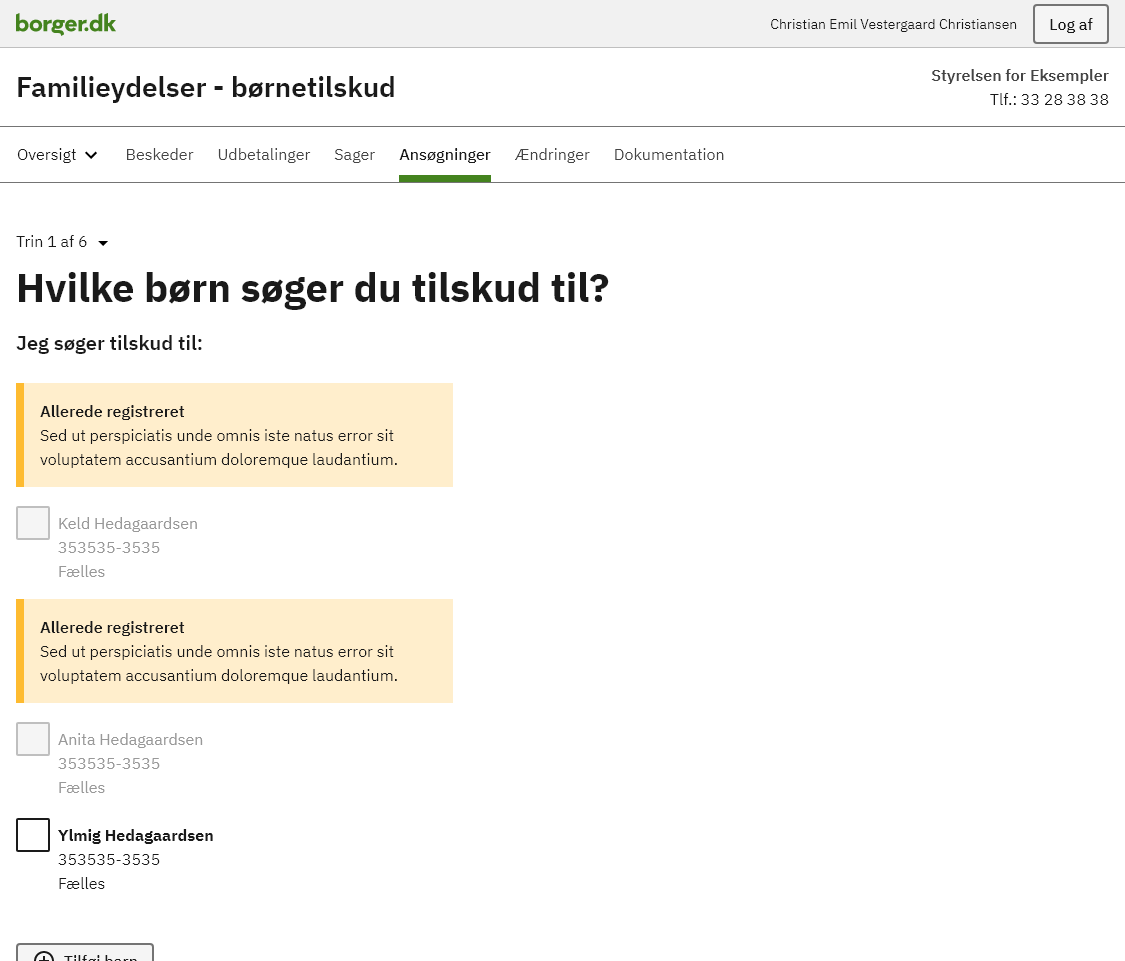 borger.dk
Christian Emil Vestergaard Christiansen
Log af
Familieydelser - børnetilskud
Styrelsen for Eksempler
Tlf.: 33 28 38 38
Oversigt
Beskeder
Udbetalinger
Sager
Ansøgninger
Ændringer
Dokumentation
Trin 1 af 6
Hvilke børn søger du tilskud til?
Jeg søger tilskud til:
Allerede registreret
Sed ut perspiciatis unde omnis iste natus error sit
voluptatem accusantium doloremque laudantium.
Keld Hedagaardsen
353535-3535
Fælles
Allerede registreret
Sed ut perspiciatis unde omnis iste natus error sit
voluptatem accusantium doloremque laudantium.
Anita Hedagaardsen
353535-3535
Fælles
Ylmig Hedagaardsen
353535-3535
Fælles
Tilføj barn